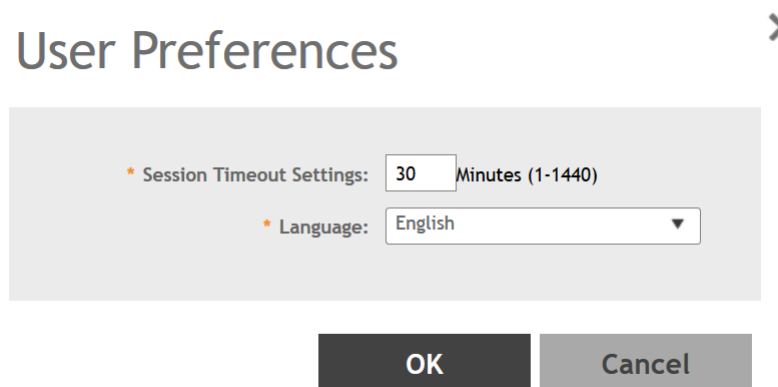 User Preferences
* Session Timeout Settings: 30 Minutes (1-1440)
* Language: English
OK Cancel